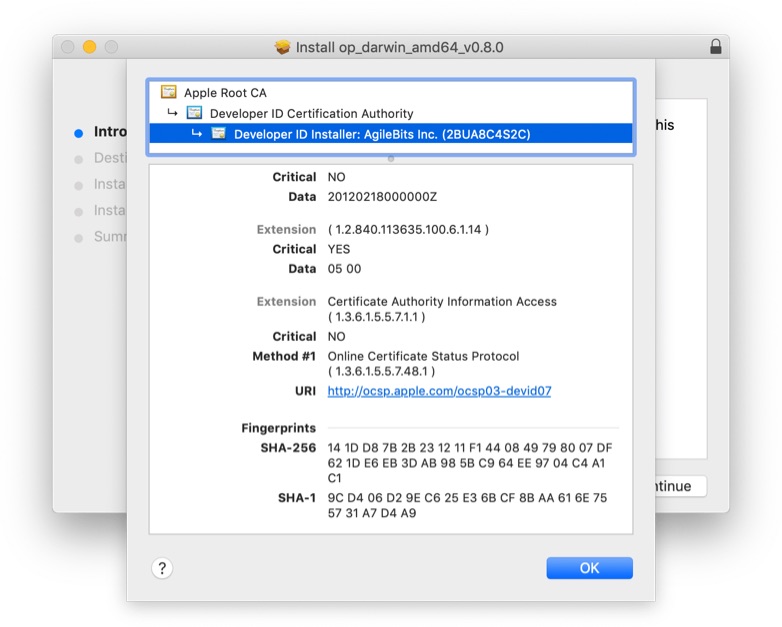 Install op_darwin_amd64_v0.8.0
Apple Root CA
Developer ID Certification Authority
Developer ID Installer: AgileBits Inc. (2BUA8C4S2C)
Intro
Desti
Insta
Insta
Summ
his
Critical NO
Data 20120218000000Z
Extension ( 1.2.840.113635.100.6.1.14 )
Critical YES
Data 05 00
Extension Certificate Authority Information Access
( 1.3.6.1.5.5.7.1.1 )
Critical NO
Method #1 Online Certificate Status Protocol
( 1.3.6.1.5.5.7.48.1 )
URI http://ocsp.apple.com/ocsp03-devid07
Fingerprints
SHA-256 14 1D D8 7B 2B 23 12 11 F1 44 08 49 79 80 07 DF
62 1D E6 EB 3D AB 98 5B C9 64 EE 97 04 C4 A1
C1
SHA-1 9C D4 06 D2 9E C6 25 E3 6B CF 8B AA 61 6E 75
57 31 A7 D4 A9
ntinue
?
OK